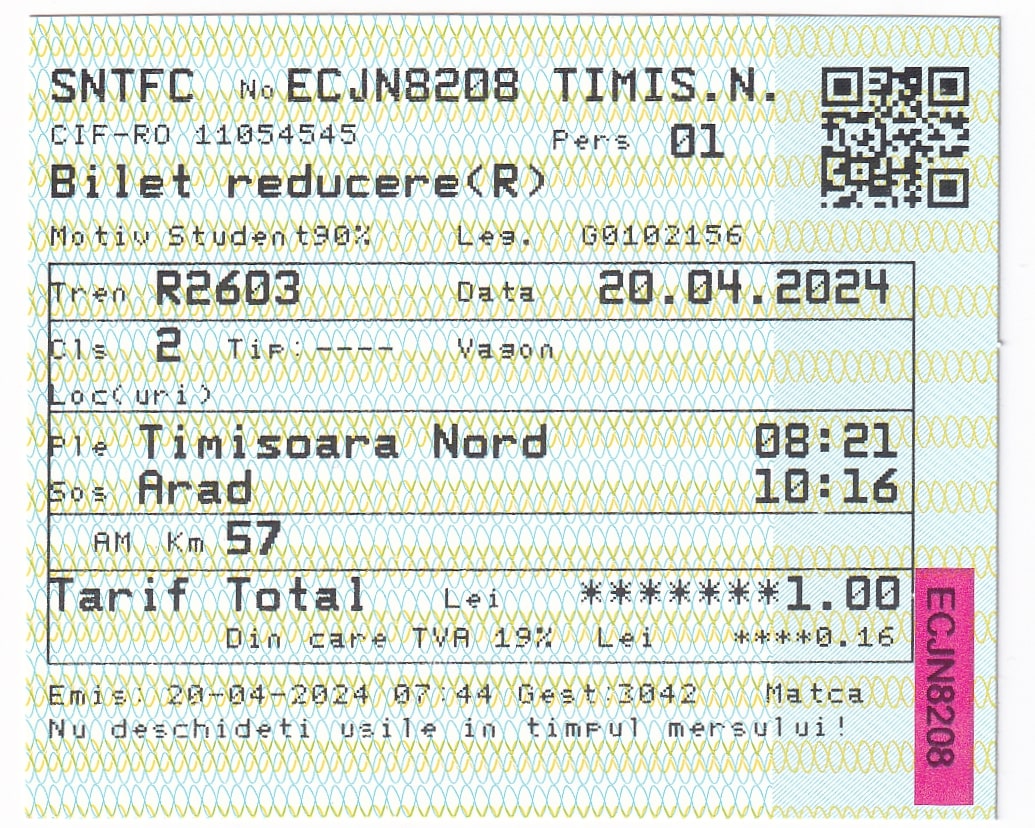 SNTFC No ECJN8208 TIMIS.N.
CIF-RO 11054545 Pers 01
Bilet reducere(R)
Motiv Student90% Leg. G0102156
Tren R2603 Data 20.04.2024
Cls 2 Tip:---- Vagon
Loc(uri)
Ple Timisoara Nord 08:21
Sos Arad 10:16
AM Km 57
Tarif Total Lei *******1.00
Din care TVA 19% Lei ****0.16
Emis: 20-04-2024 07:44 Gest:3042 Matca
Nu deschideti usile in timpul mersului!
ECJN8208